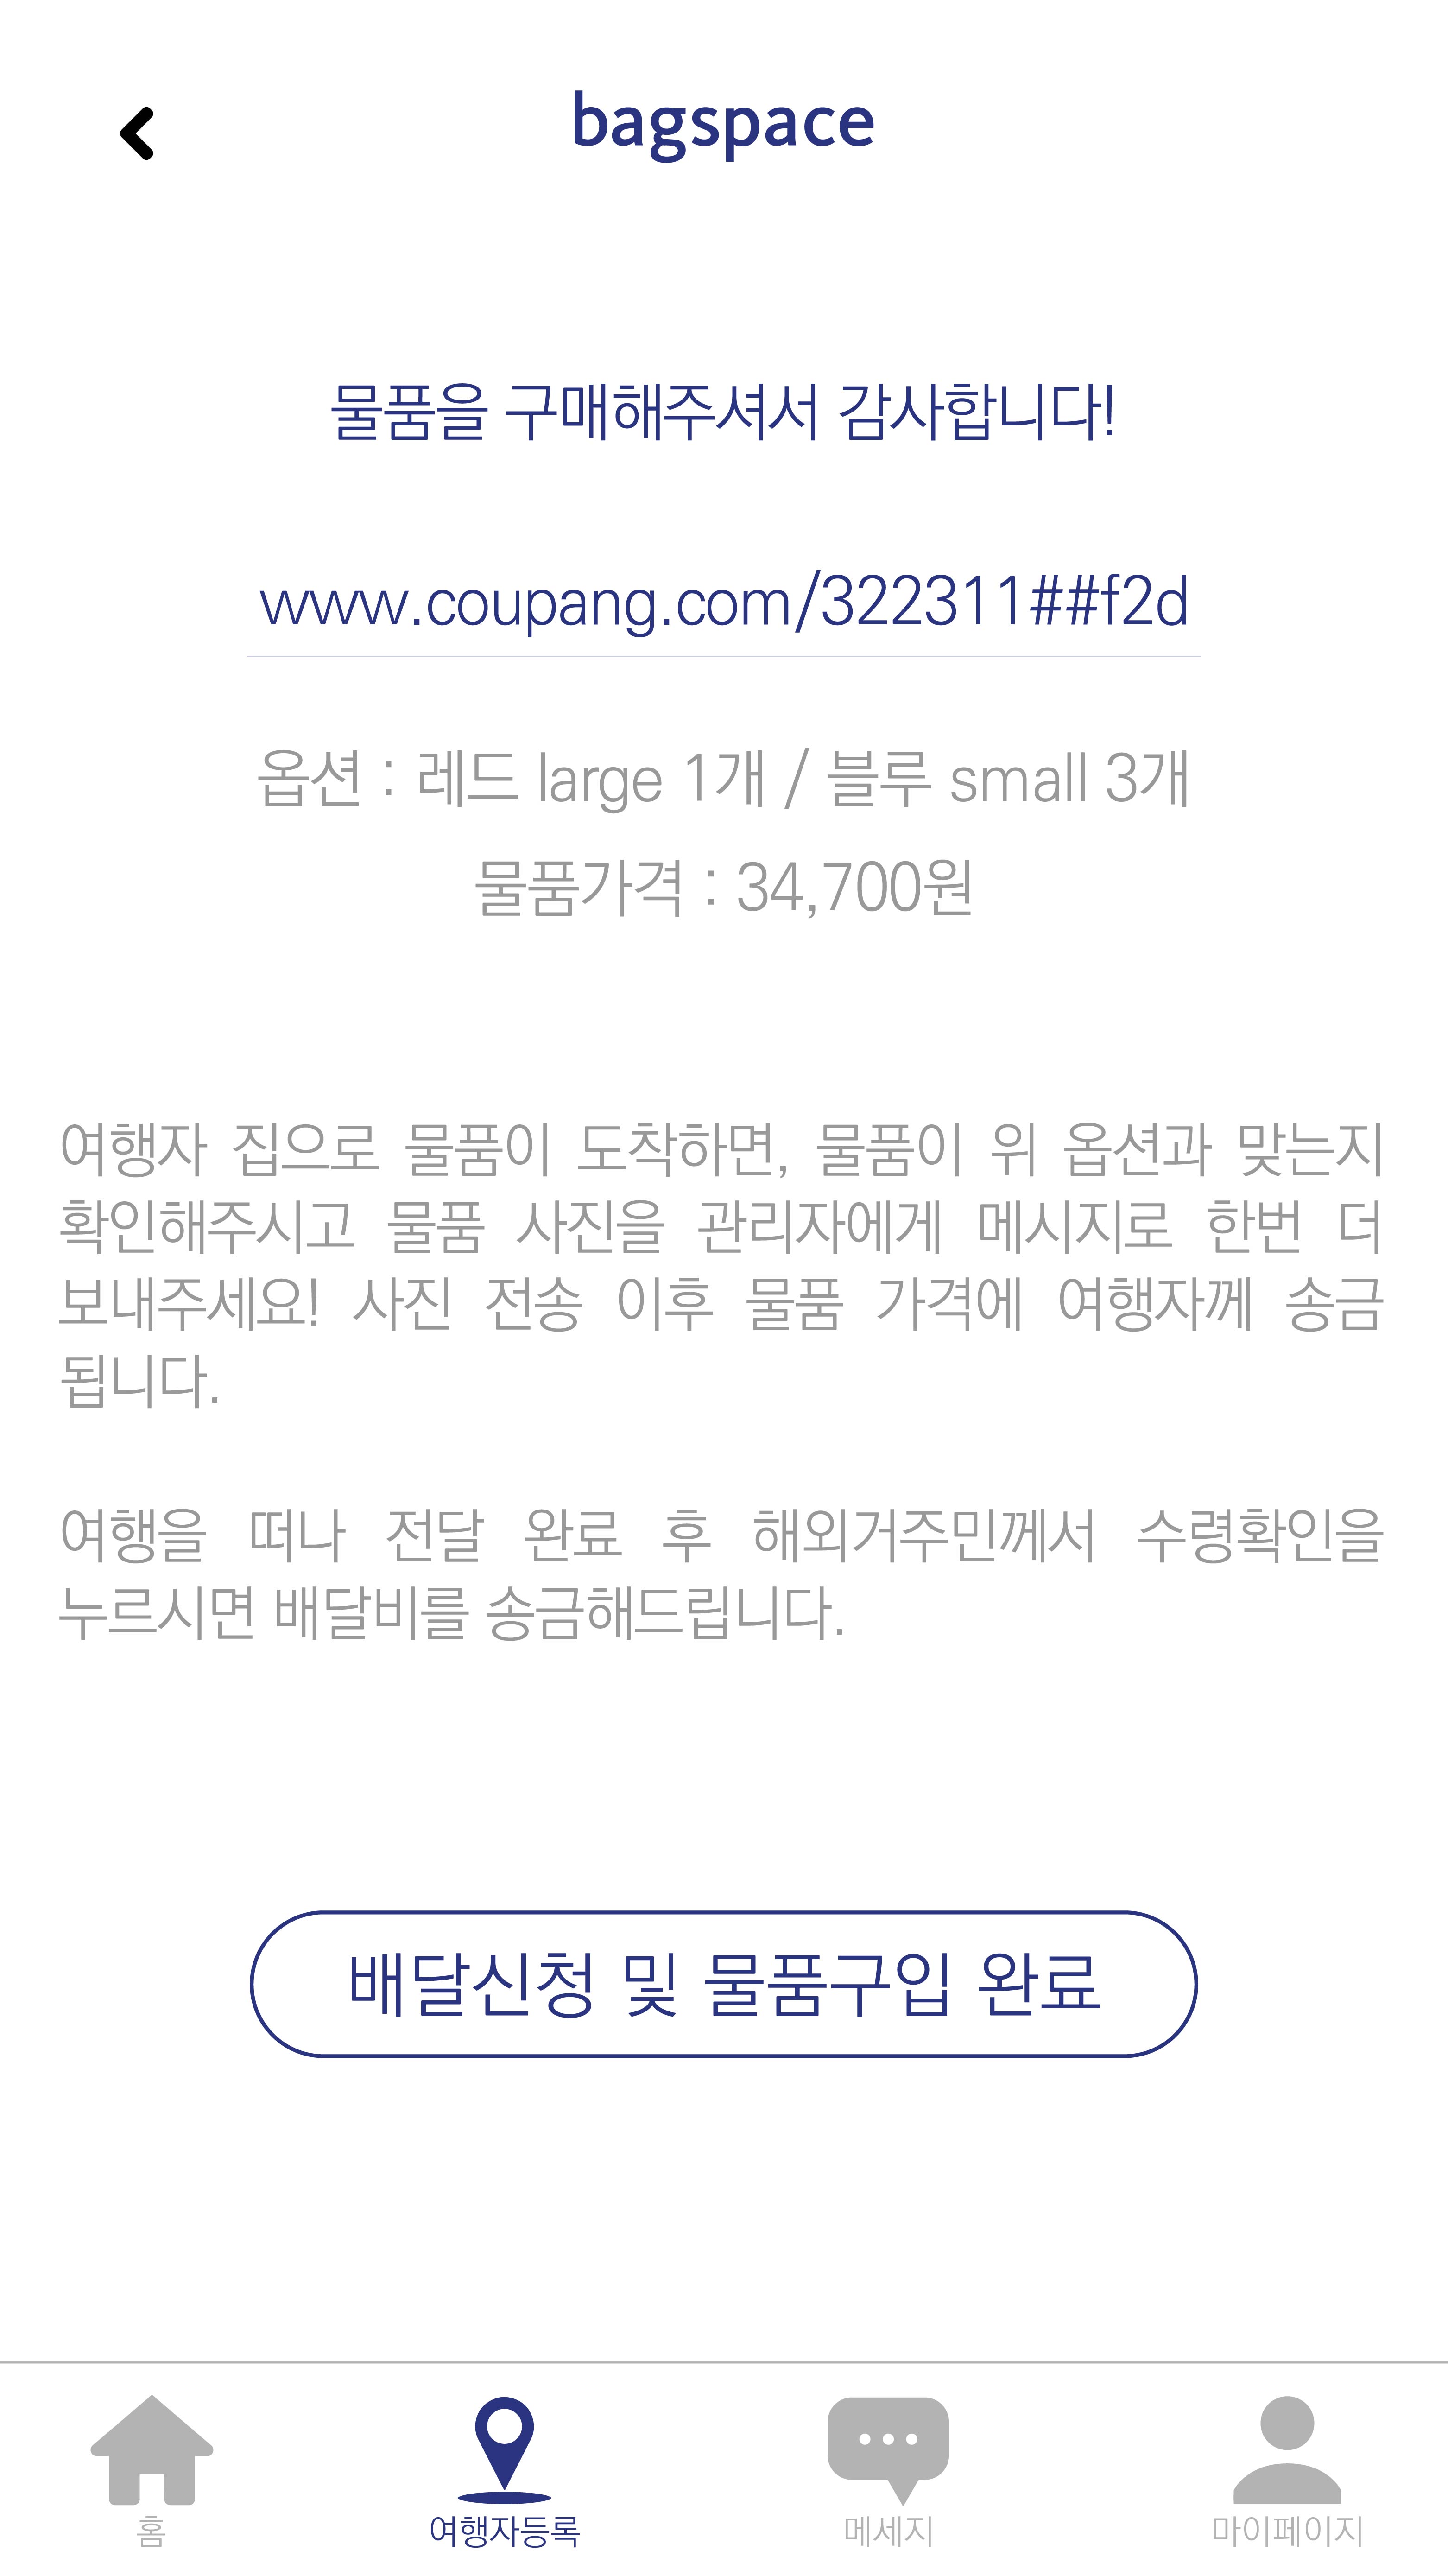 bagspace
물품을 구매해주셔서 감사합니다!
www.coupang.com/322311##f2d
옵션 : 레드 large 1개 / 블루 small 3개
물품가격 : 34,700원
여행자 집으로 물품이 도착하면, 물품이 위 옵션과 맞는지
확인해주시고 물품 사진을 관리자에게 메시지로 한번 더
보내주세요! 사진 전송 이후 물품 가격에 여행자께 송금
됩니다.
여행을 떠나 전달 완료 후 해외거주민께서 수령확인을
누르시면 배달비를 송금해드립니다.
배달신청 및 물품구입 완료
홈 여행자등록 메세지 마이페이지